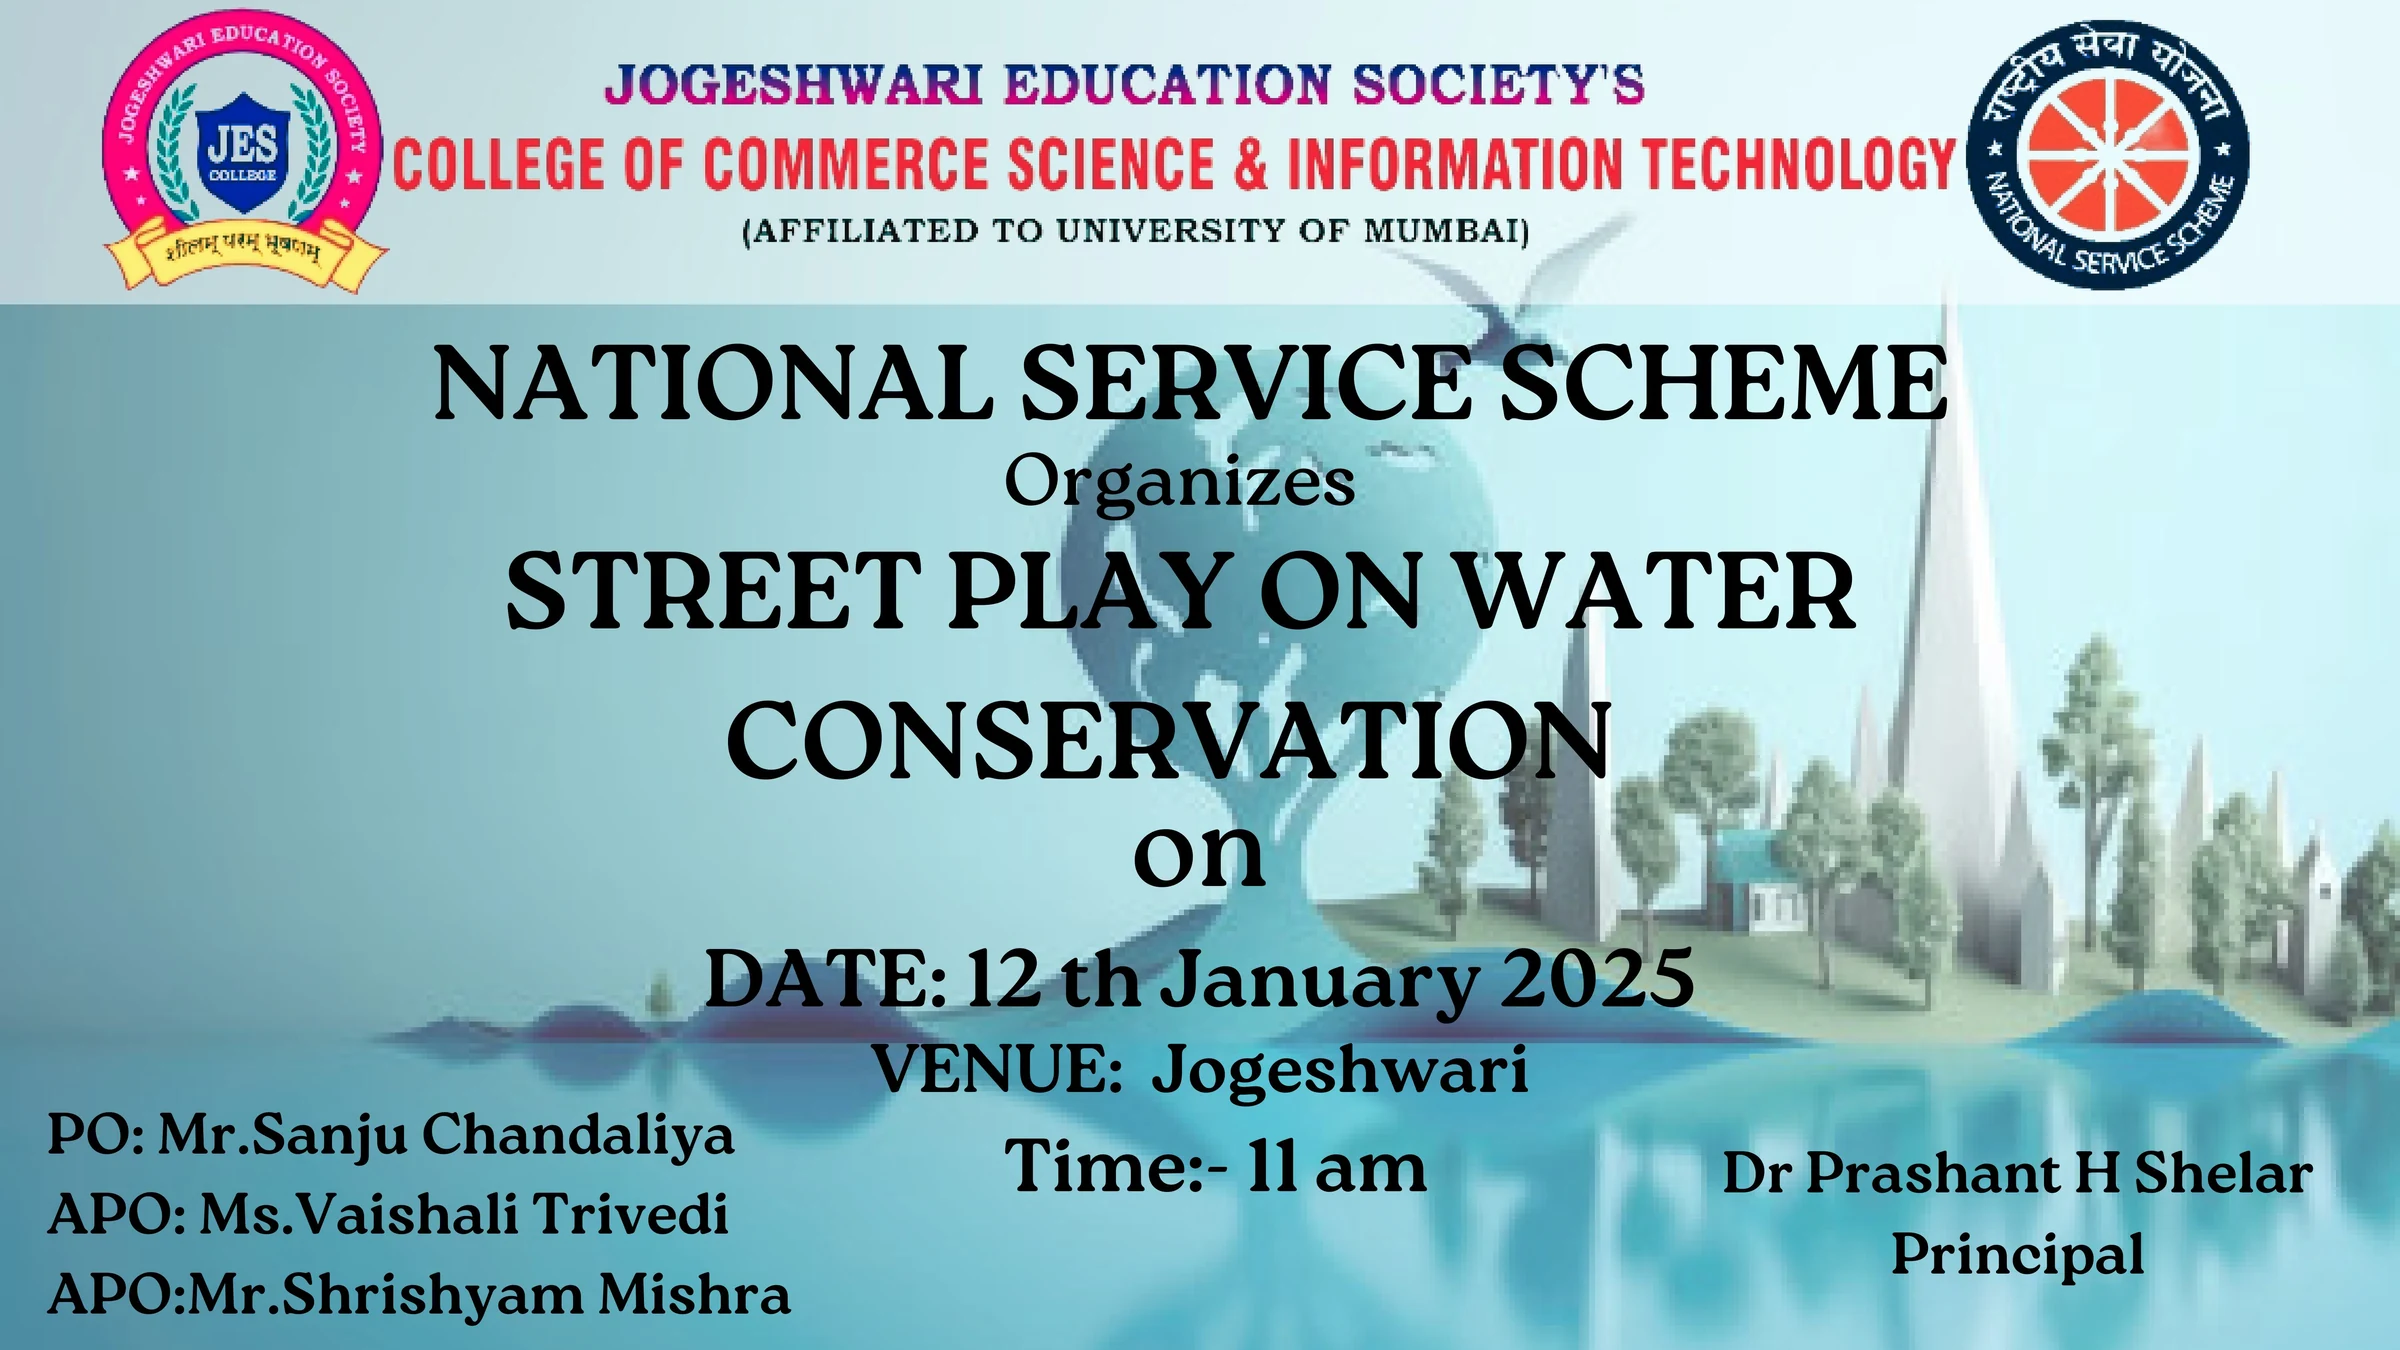 JOGESHWARI EDUCATION SOCIETY
JES
COLLEGE
शीलम् परम् भूषणम्
JOGESHWARI EDUCATION SOCIETY'S
COLLEGE OF COMMERCE SCIENCE & INFORMATION TECHNOLOGY
(AFFILIATED TO UNIVERSITY OF MUMBAI)
राष्ट्रीय सेवा योजना
NATIONAL SERVICE SCHEME
NATIONAL SERVICE SCHEME
Organizes
STREET PLAY ON WATER
CONSERVATION
on
DATE: 12 th January 2025
VENUE: Jogeshwari
Time:- 11 am
PO: Mr.Sanju Chandaliya
APO: Ms.Vaishali Trivedi
APO:Mr.Shrishyam Mishra
Dr Prashant H Shelar
Principal